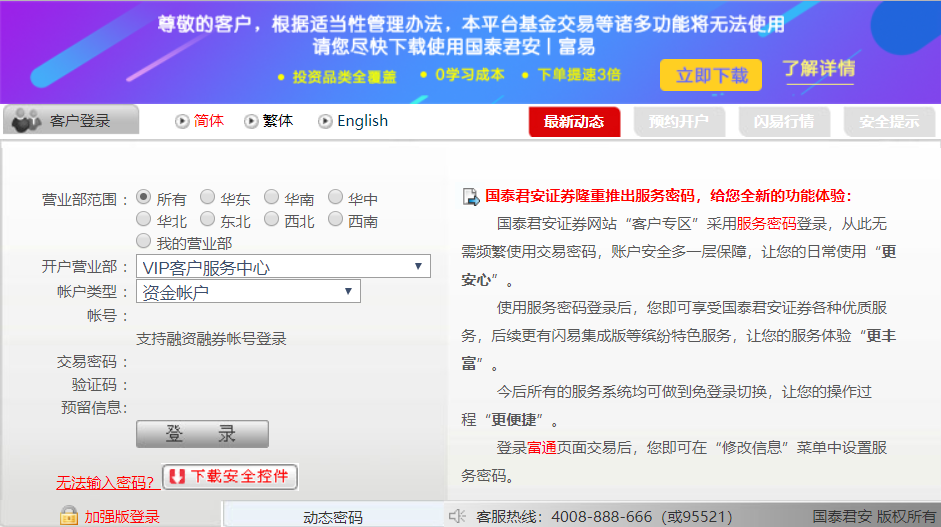 尊敬的客户，根据适当性管理办法，本平台基金交易等诸多功能将无法使用
请您尽快下载使用国泰君安 | 富易
• 投资品类全覆盖 • 0学习成本 • 下单提速3倍
立即下载
了解详情
客户登录
简体 繁体 English
最新动态 预约开户 闪易行情 安全提示
营业部范围： 所有 华东 华南 华中
华北 东北 西北 西南
我的营业部
开户营业部： VIP客户服务中心
帐户类型： 资金帐户
帐号：
支持融资融券帐号登录
交易密码：
验证码：
预留信息：
登 录
无法输入密码？ 下载安全控件
加强版登录 动态密码
国泰君安证券隆重推出服务密码，给您全新的功能体验：
国泰君安证券网站“客户专区”采用服务密码登录，从此无
需频繁使用交易密码，账户安全多一层保障，让您的日常使用“更
安心”。
使用服务密码登录后，您即可享受国泰君安证券各种优质服
务，后续更有闪易集成版等缤纷特色服务，让您的服务体验“更丰
富”。
今后所有的服务系统均可做到免登录切换，让您的操作过
程“更便捷”。
登录富通页面交易后，您即可在“修改信息”菜单中设置服
务密码。
客服热线：4008-888-666（或95521） 国泰君安 版权所有